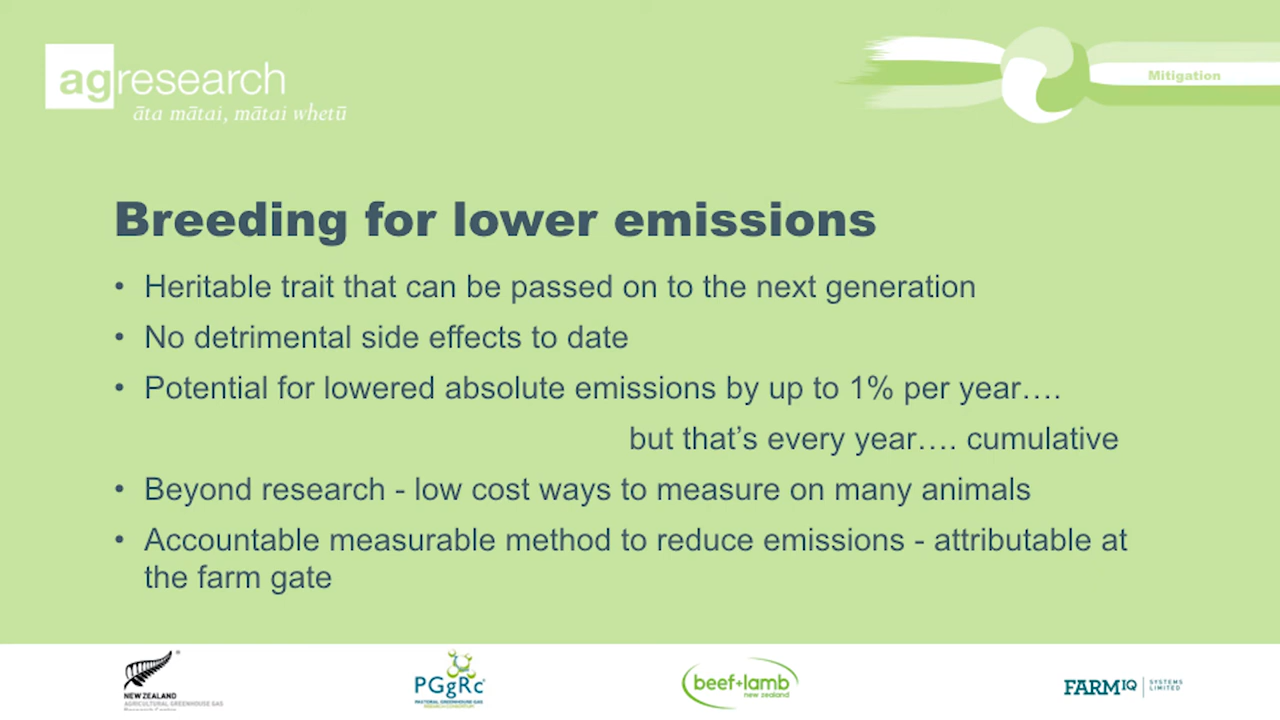 agresearch
āta mātai, mātai whetū
Mitigation
Breeding for lower emissions
• Heritable trait that can be passed on to the next generation
• No detrimental side effects to date
• Potential for lowered absolute emissions by up to 1% per year….
but that’s every year…. cumulative
• Beyond research - low cost ways to measure on many animals
• Accountable measurable method to reduce emissions - attributable at
the farm gate
NEW ZEALAND
AGRICULTURAL GREENHOUSE GAS
Research Centre
PGgRc
PASTORAL GREENHOUSE GAS
RESEARCH CONSORTIUM
beef+lamb
new zealand
FARMIQ
SYSTEMS
LIMITED